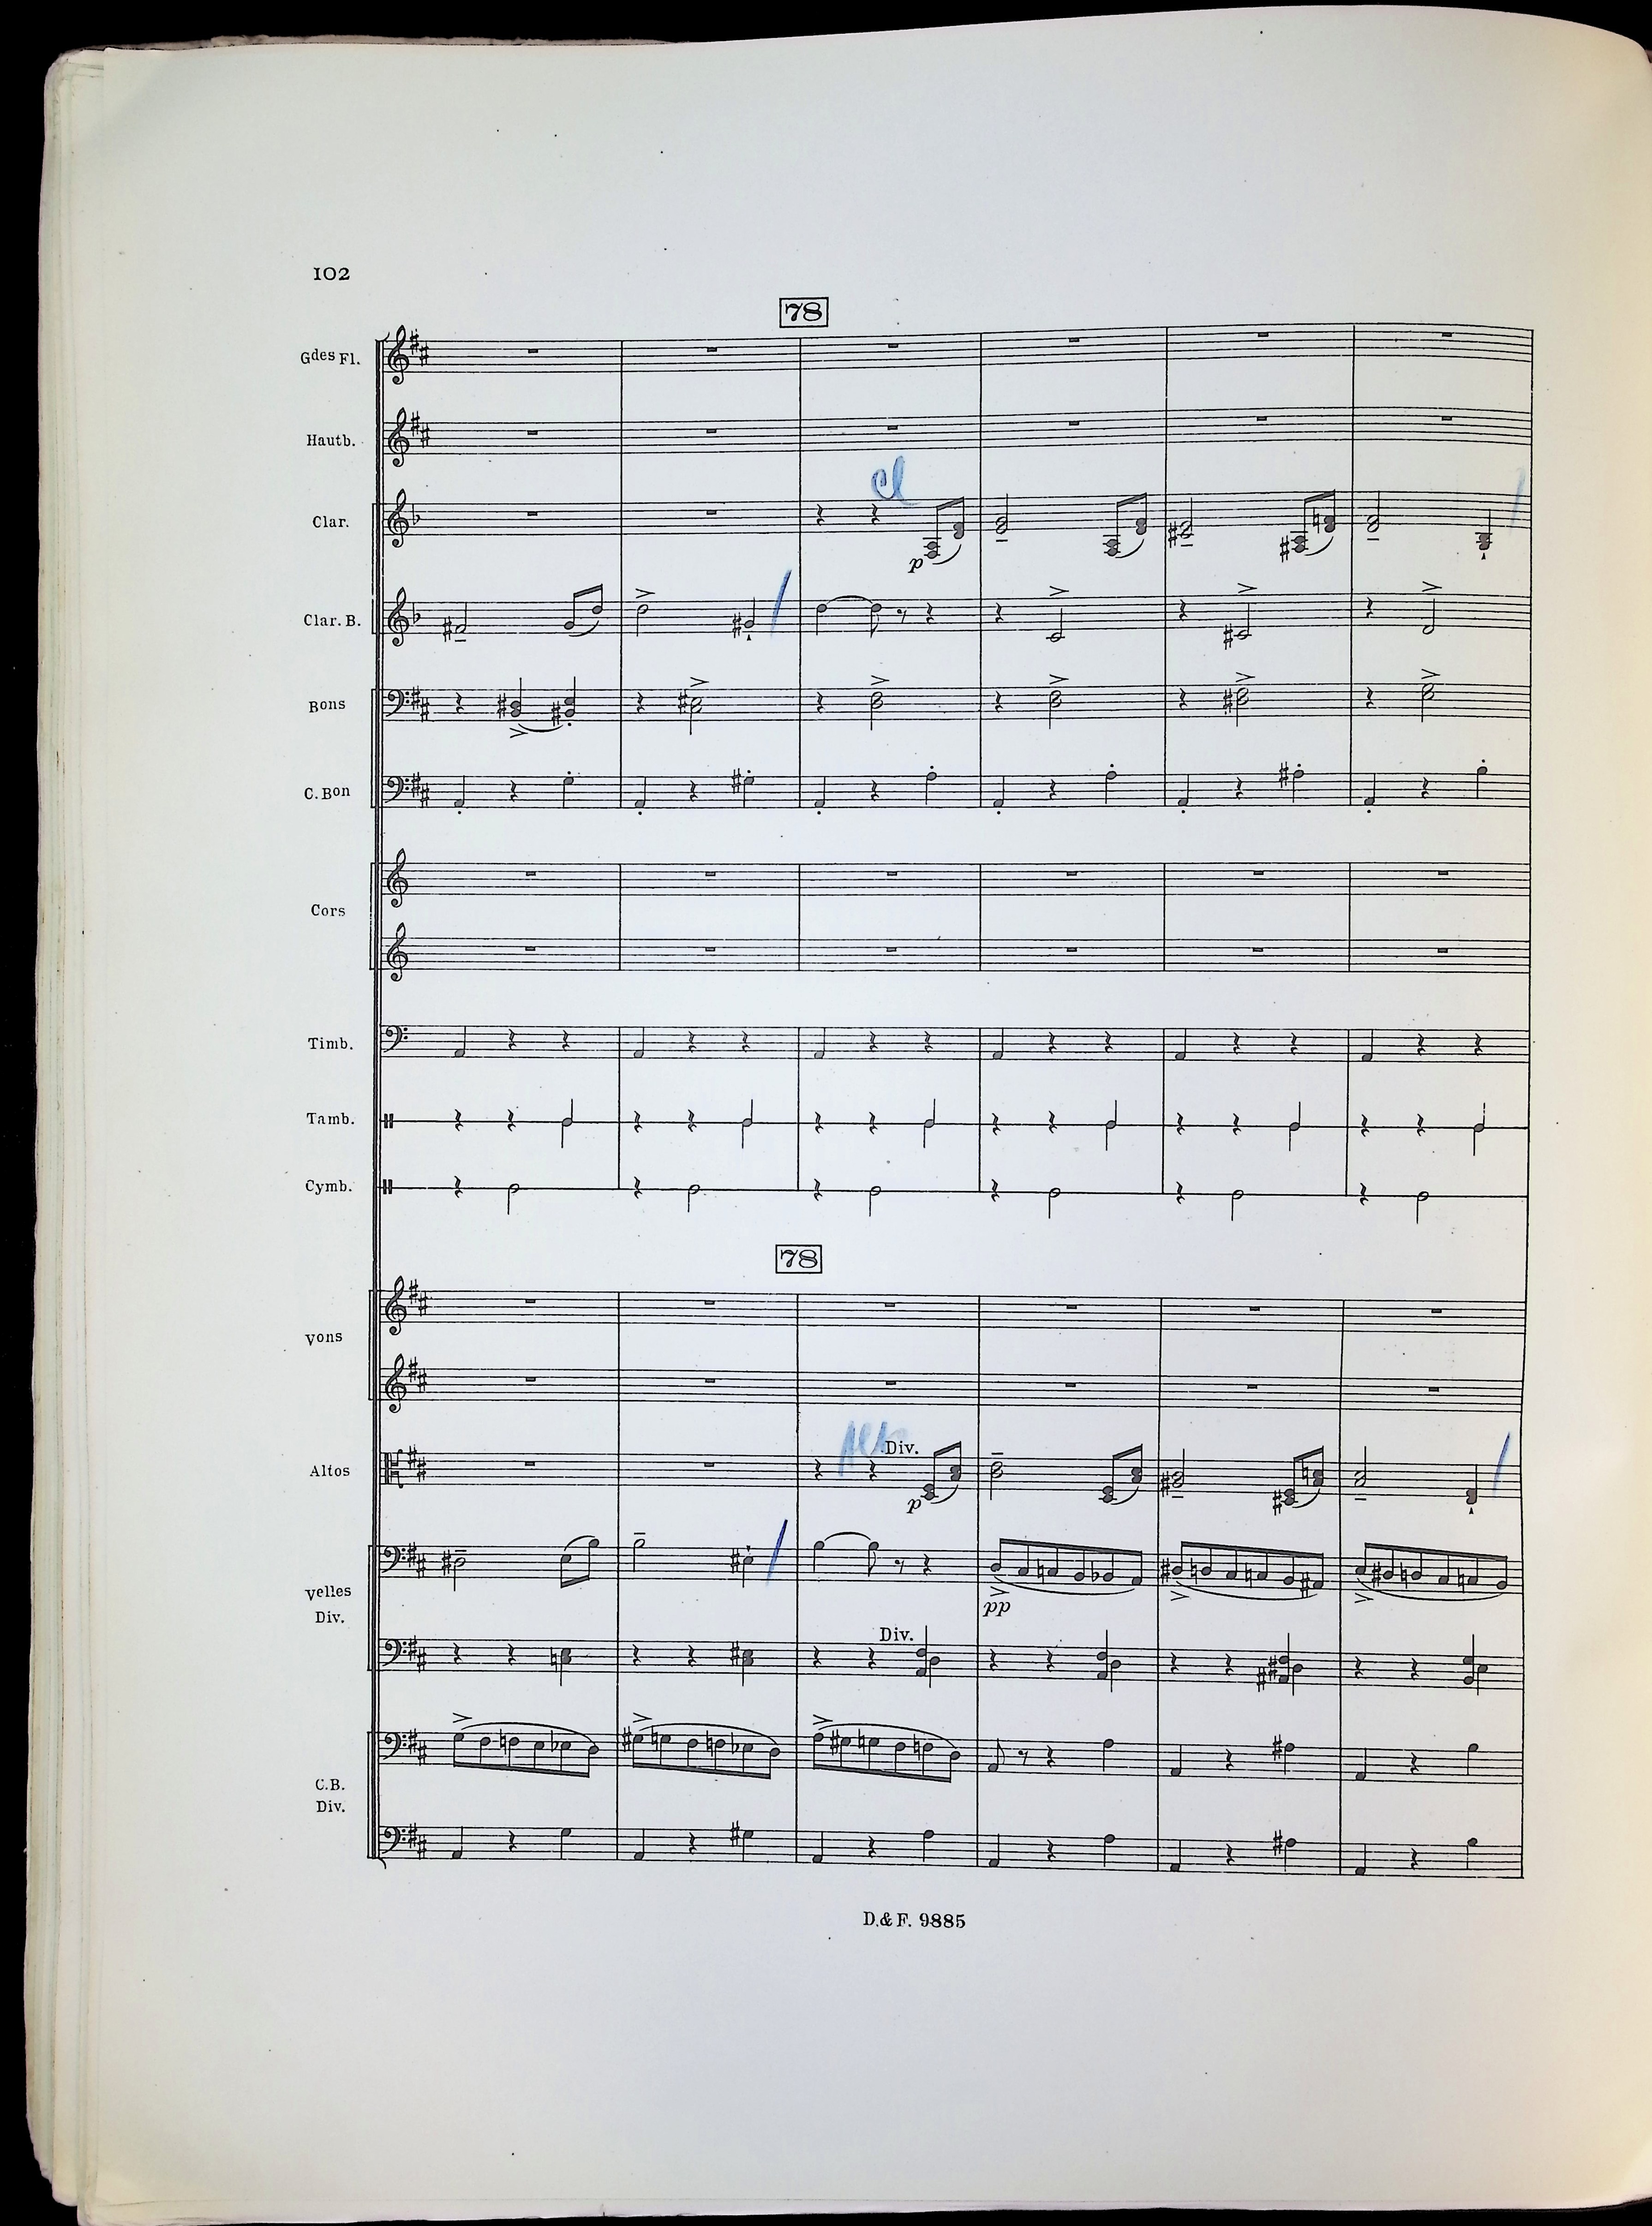 102
78
Gdes Fl.
Hautb.
cl
Clar.
p
Clar. B.
Bons
C. Bon
Cors
Timb.
Tamb.
Cymb.
78
Vons
Div.
Altos
p
Velles
Div.
pp
Div.
C.B.
Div.
D. & F. 9885